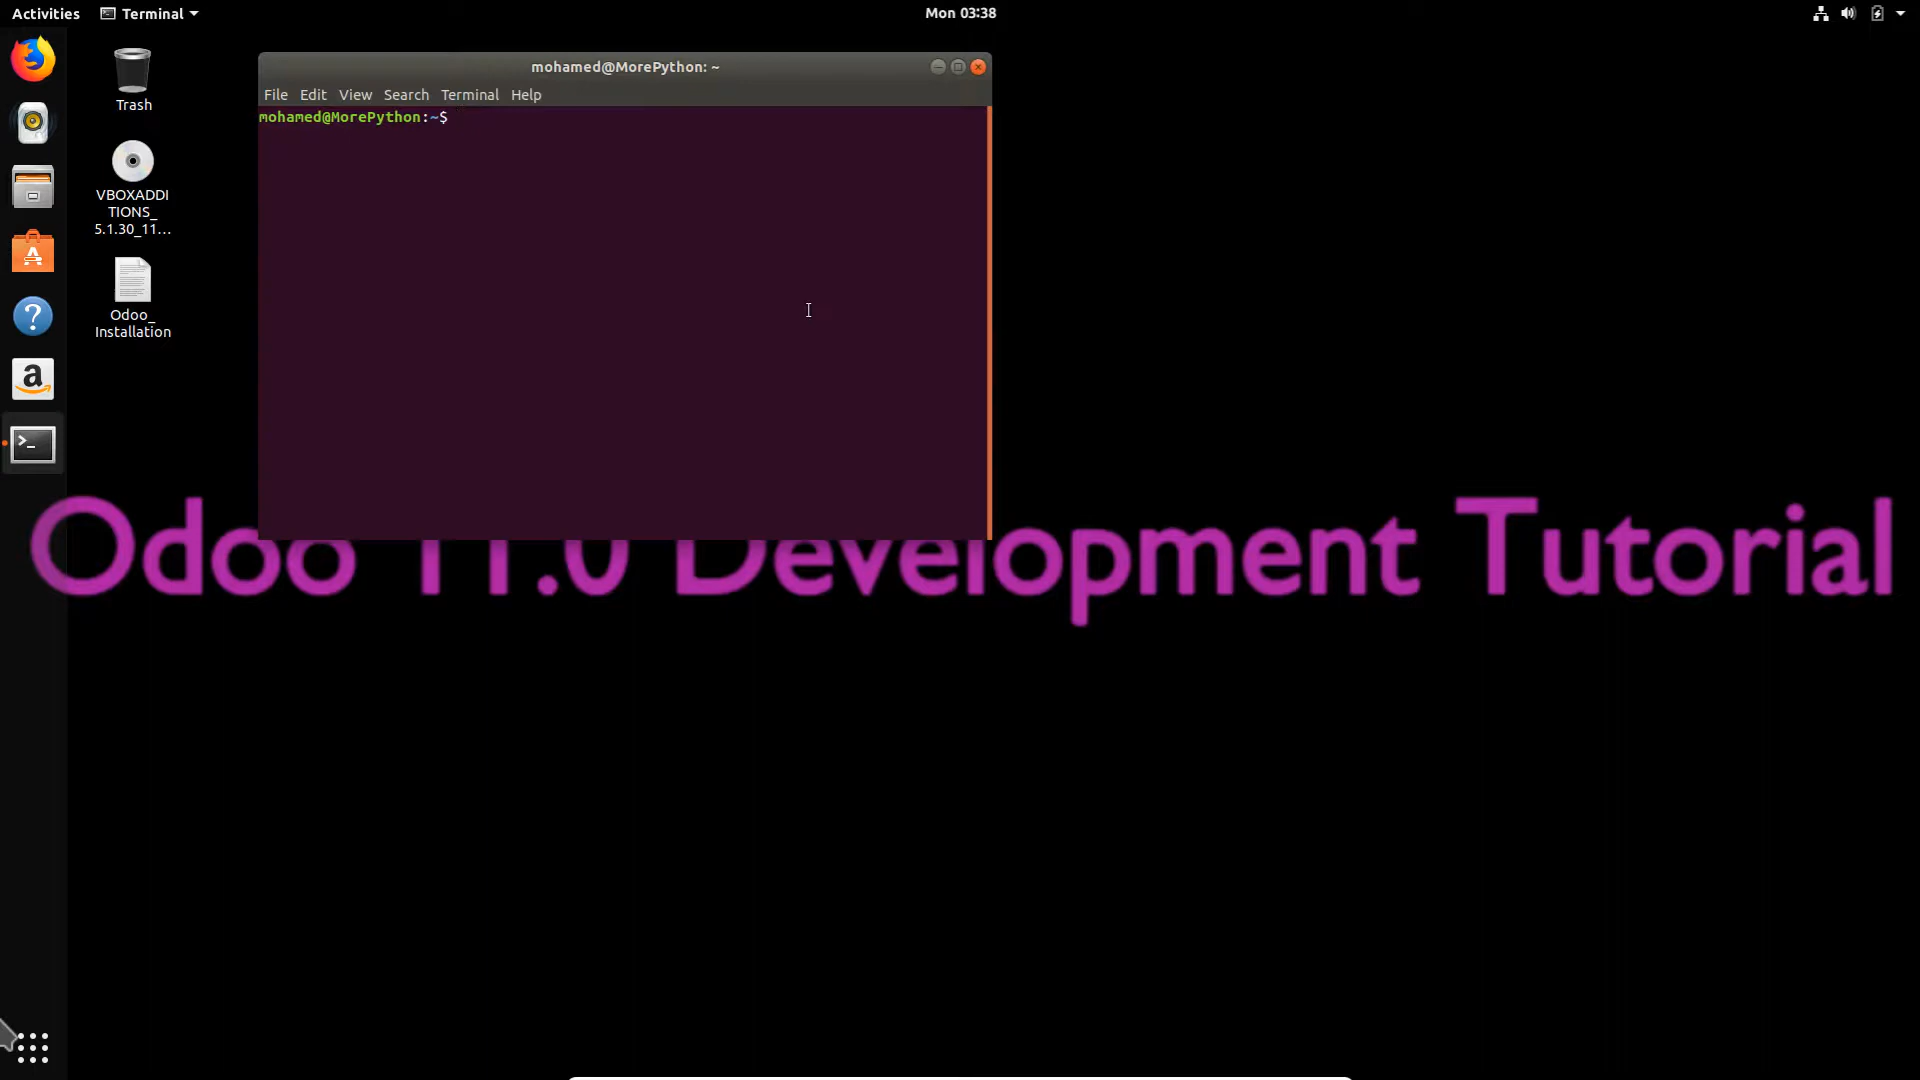 Activities
Terminal
Mon 03:38
Trash
VBOXADDI
TIONS_
5.1.30_11...
Odoo_
Installation
mohamed@MorePython: ~
File Edit View Search Terminal Help
mohamed@MorePython:~$
Odoo 11.0 Development Tutorial